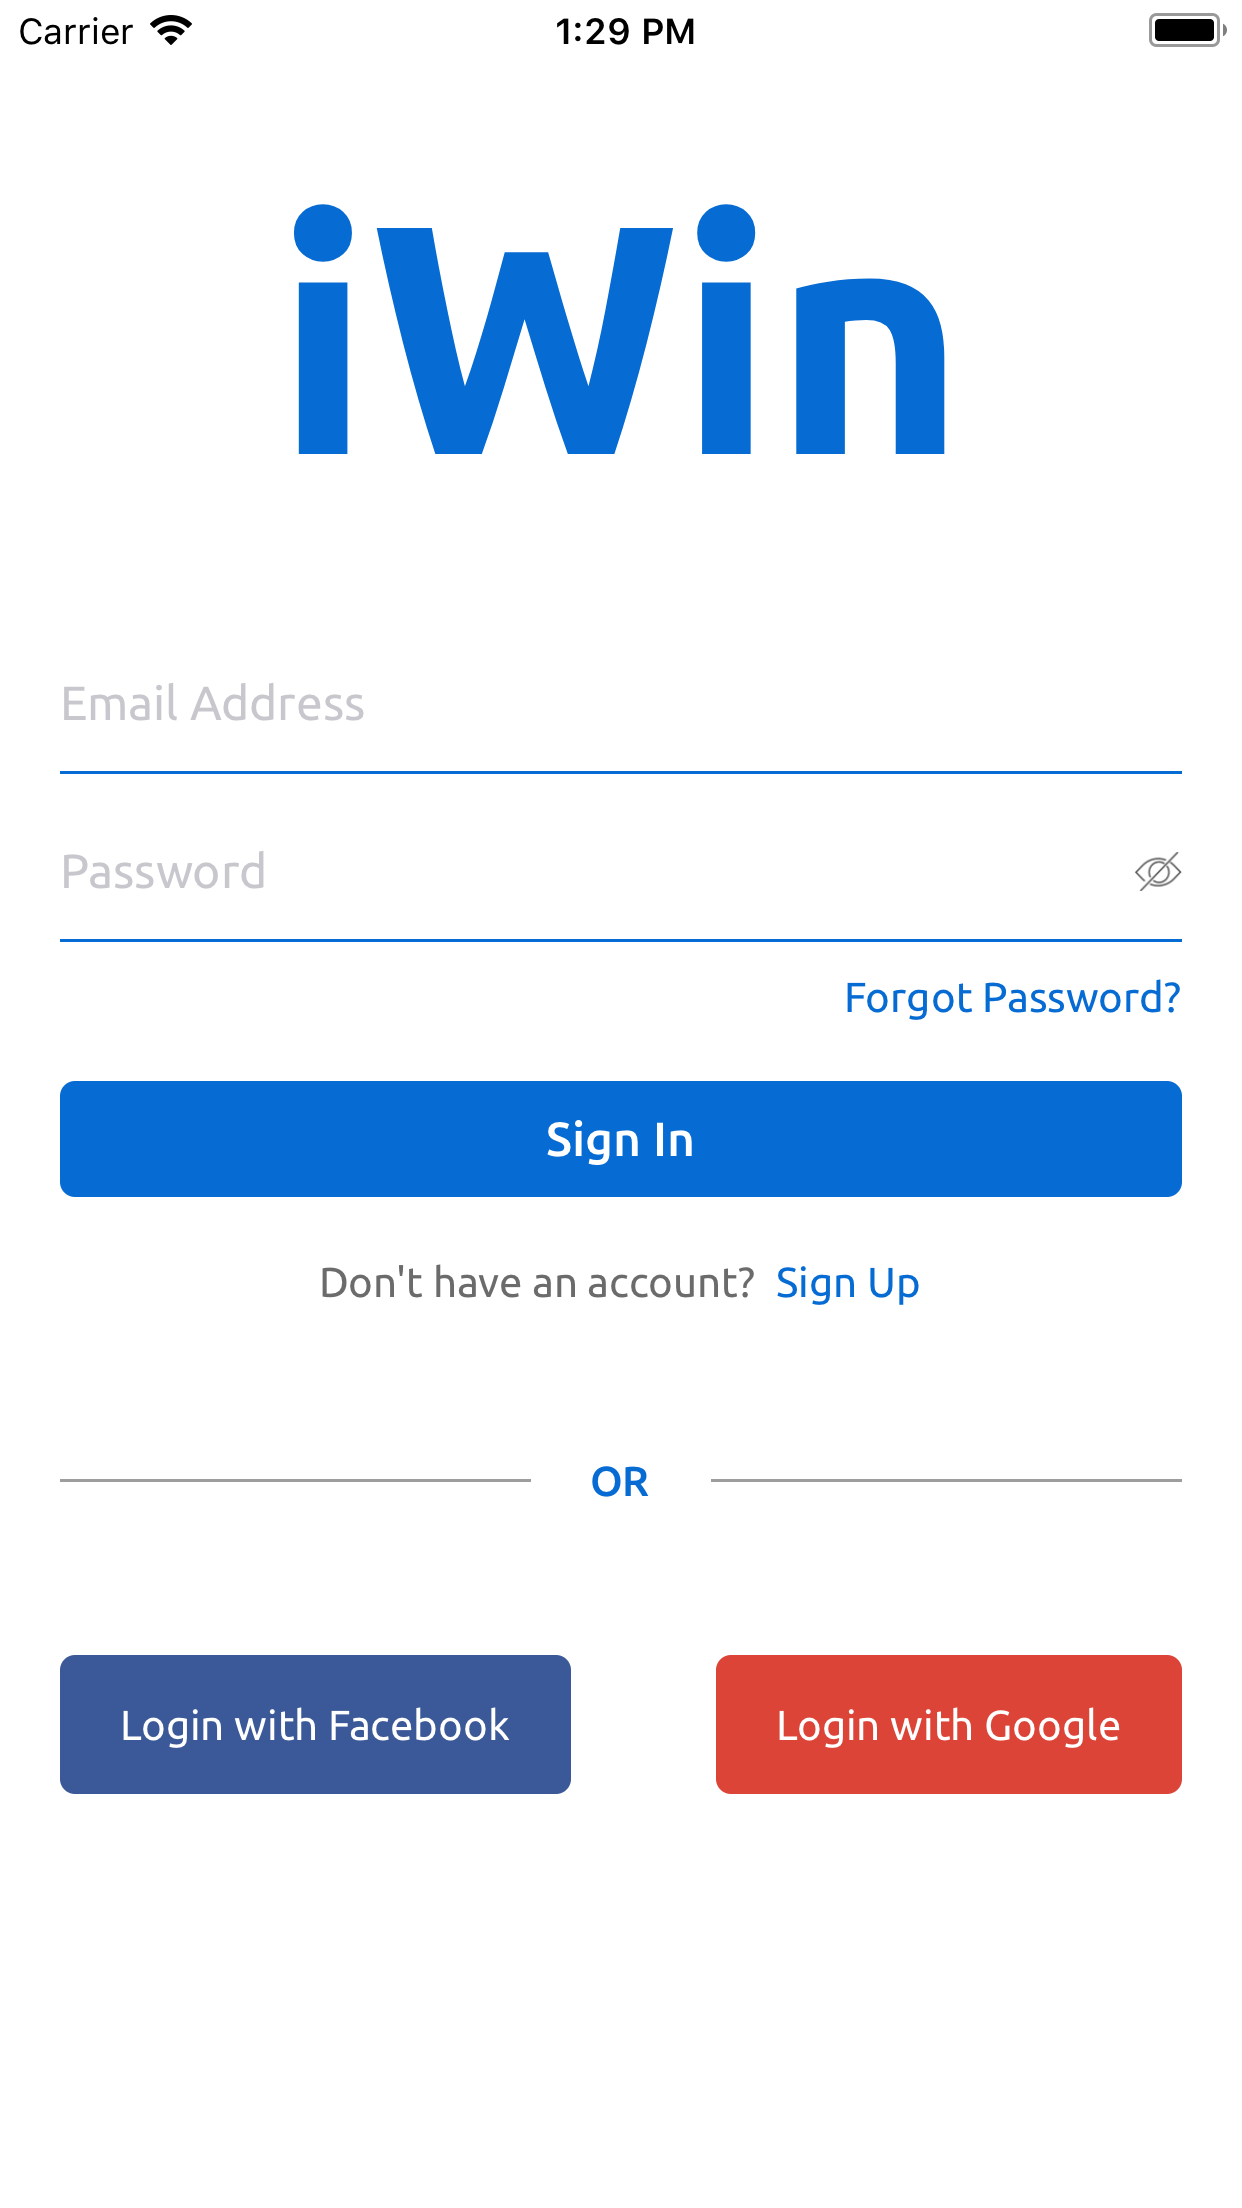 Carrier 1:29 PM
iWin
Email Address
Password
Forgot Password?
Sign In
Don't have an account? Sign Up
OR
Login with Facebook Login with Google